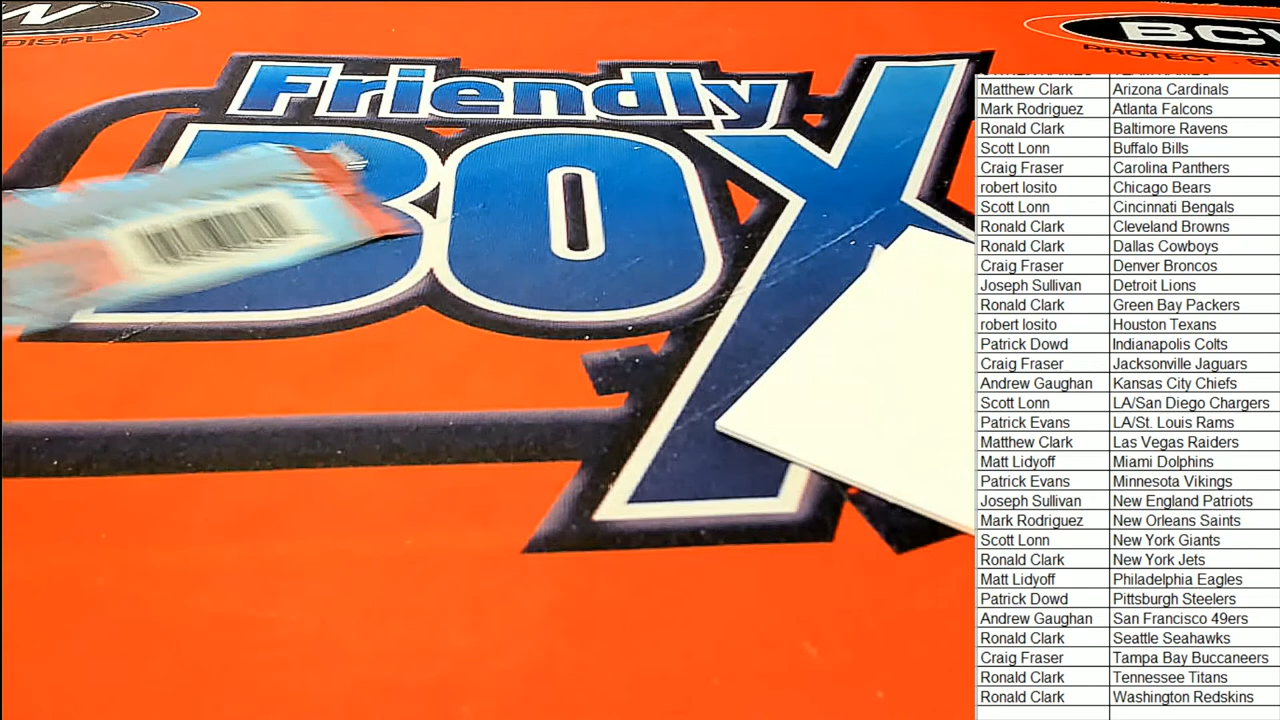 DISPLAY
BC
PROTECT
Friendly
BOX
Matthew Clark Arizona Cardinals
Mark Rodriguez Atlanta Falcons
Ronald Clark Baltimore Ravens
Scott Lonn Buffalo Bills
Craig Fraser Carolina Panthers
robert Iosito Chicago Bears
Scott Lonn Cincinnati Bengals
Ronald Clark Cleveland Browns
Ronald Clark Dallas Cowboys
Craig Fraser Denver Broncos
Joseph Sullivan Detroit Lions
Ronald Clark Green Bay Packers
robert Iosito Houston Texans
Patrick Dowd Indianapolis Colts
Craig Fraser Jacksonville Jaguars
Andrew Gaughan Kansas City Chiefs
Scott Lonn LA/San Diego Chargers
Patrick Evans LA/St. Louis Rams
Matthew Clark Las Vegas Raiders
Matt Lidyoff Miami Dolphins
Patrick Evans Minnesota Vikings
Joseph Sullivan New England Patriots
Mark Rodriguez New Orleans Saints
Scott Lonn New York Giants
Ronald Clark New York Jets
Matt Lidyoff Philadelphia Eagles
Patrick Dowd Pittsburgh Steelers
Andrew Gaughan San Francisco 49ers
Ronald Clark Seattle Seahawks
Craig Fraser Tampa Bay Buccaneers
Ronald Clark Tennessee Titans
Ronald Clark Washington Redskins